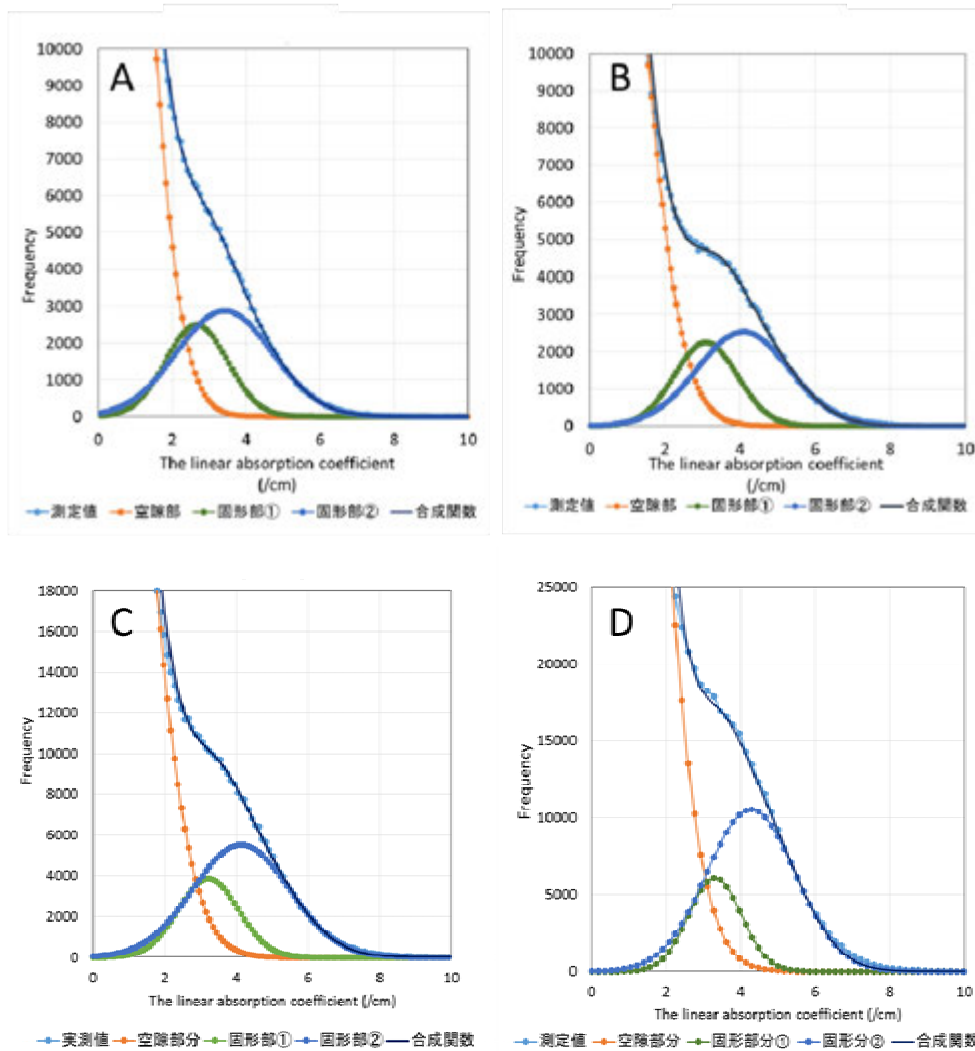 A
10000
9000
8000
7000
6000
5000
4000
3000
2000
1000
0
Frequency
0 2 4 6 8 10
The linear absorption coefficient
(/cm)
測定値 空隙部 固形部① 固形部② 合成関数
B
10000
9000
8000
7000
6000
5000
4000
3000
2000
1000
0
Frequency
0 2 4 6 8 10
The linear absorption coefficient
(/cm)
測定値 空隙部 固形部① 固形部② 合成関数
C
18000
16000
14000
12000
10000
8000
6000
4000
2000
0
Frequency
0 2 4 6 8 10
The linear absorption coefficient (/cm)
実測値 空隙部分 固形部① 固形部② 合成関数
D
25000
20000
15000
10000
5000
0
Frequency
0 2 4 6 8 10
The linear absorption coefficient (/cm)
測定値 空隙部分 固形部分① 固形分② 合成関数